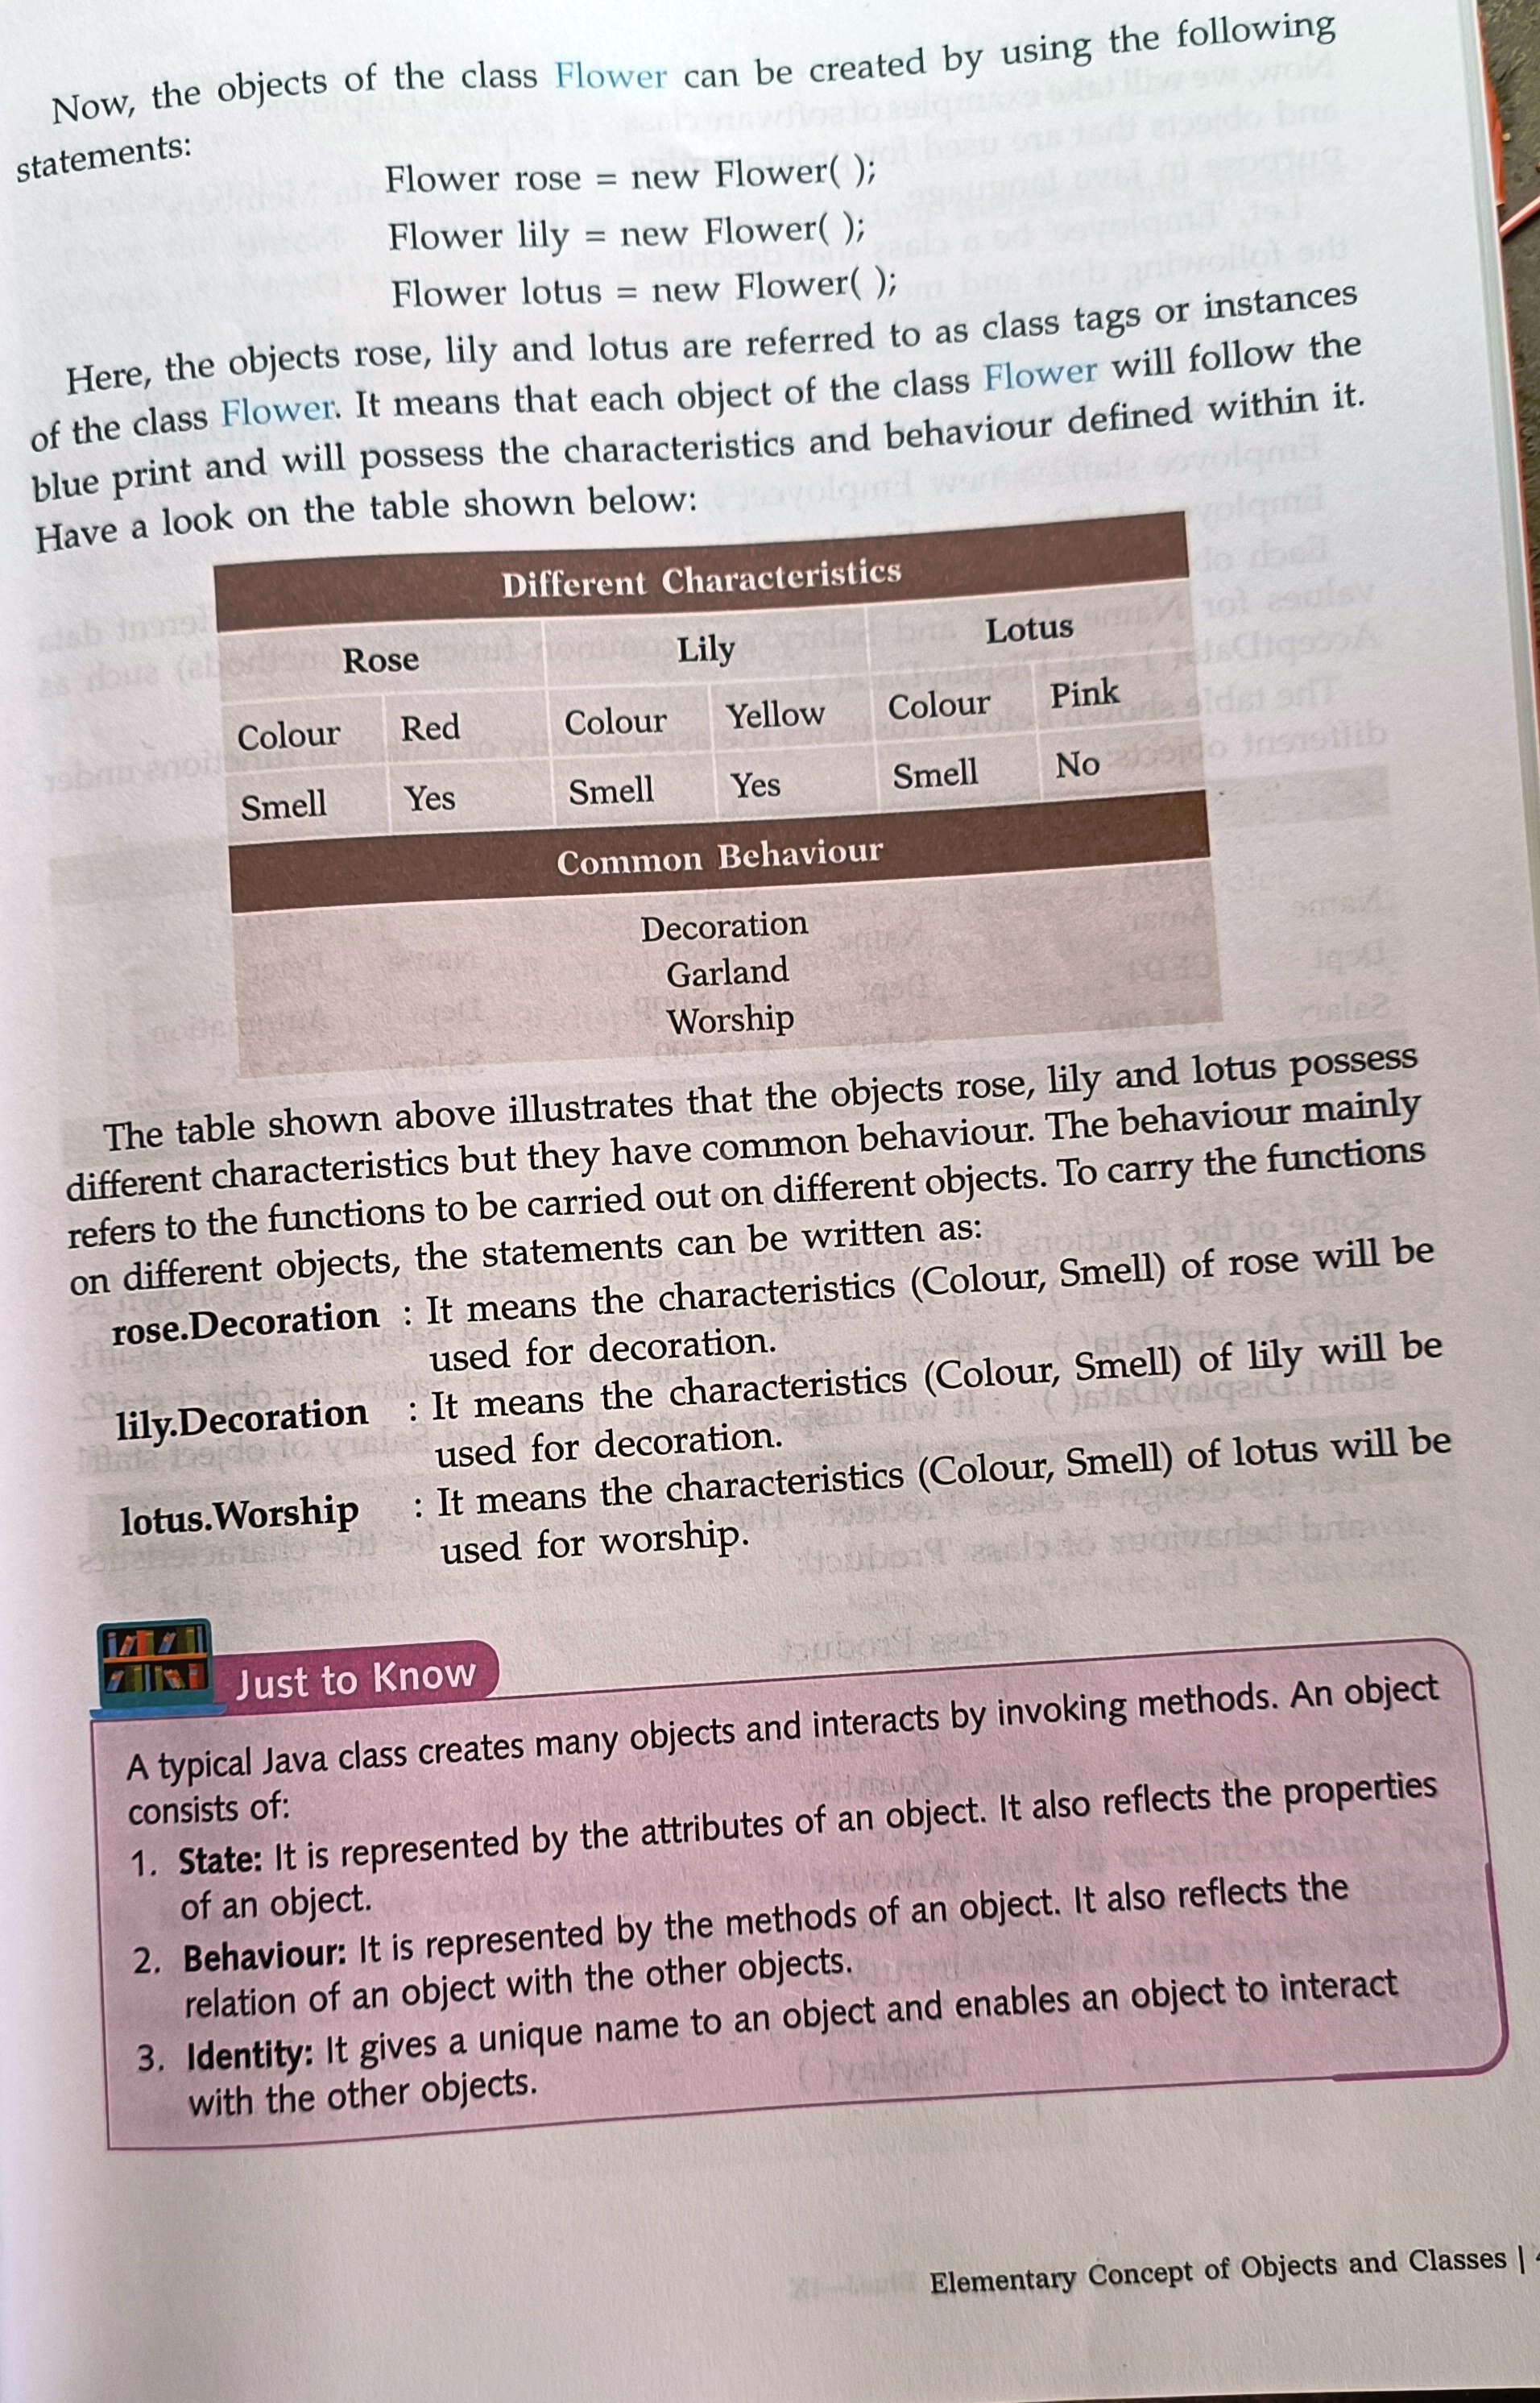 Now, the objects of the class Flower can be created by using the following
statements:
Flower rose = new Flower( );
Flower lily = new Flower( );
Flower lotus = new Flower( );
Here, the objects rose, lily and lotus are referred to as class tags or instances
of the class Flower. It means that each object of the class Flower will follow the
blue print and will possess the characteristics and behaviour defined within it.
Have a look on the table shown below:
Different Characteristics
Rose Lily Lotus
Colour Red Colour Yellow Colour Pink
Smell Yes Smell Yes Smell No
Common Behaviour
Decoration
Garland
Worship
The table shown above illustrates that the objects rose, lily and lotus possess
different characteristics but they have common behaviour. The behaviour mainly
refers to the functions to be carried out on different objects. To carry the functions
on different objects, the statements can be written as:
rose.Decoration : It means the characteristics (Colour, Smell) of rose will be
used for decoration.
lily.Decoration : It means the characteristics (Colour, Smell) of lily will be
used for decoration.
lotus.Worship : It means the characteristics (Colour, Smell) of lotus will be
used for worship.
Just to Know
A typical Java class creates many objects and interacts by invoking methods. An object
consists of:
1. State: It is represented by the attributes of an object. It also reflects the properties
of an object.
2. Behaviour: It is represented by the methods of an object. It also reflects the
relation of an object with the other objects.
3. Identity: It gives a unique name to an object and enables an object to interact
with the other objects.
Elementary Concept of Objects and Classes |